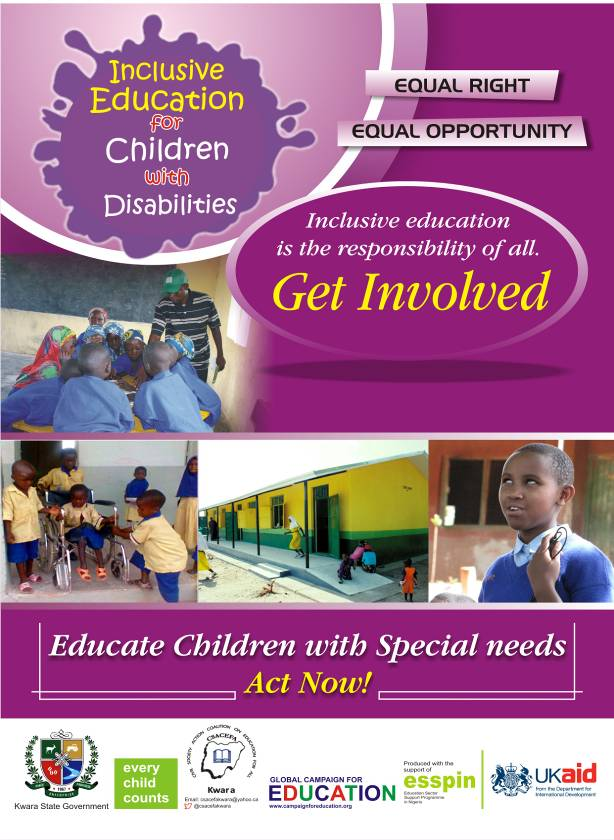 Inclusive
Education
for
Children
with
Disabilities
EQUAL RIGHT
EQUAL OPPORTUNITY
Inclusive education
is the responsibility of all.
Get Involved
Educate Children with Special needs
Act Now!
Kwara State Government
every
child
counts
CIVIL SOCIETY ACTION COALITION ON EDUCATION FOR ALL
CSACEFA
Kwara
Email: csacefakwara@yahoo.ca
@csacefakwara
GLOBAL CAMPAIGN FOR
EDUCATION
www.campaignforeducation.org
Produced with the
support of
esspin
Education Sector
Support Programme
in Nigeria
UKaid
from the Department for
International Development